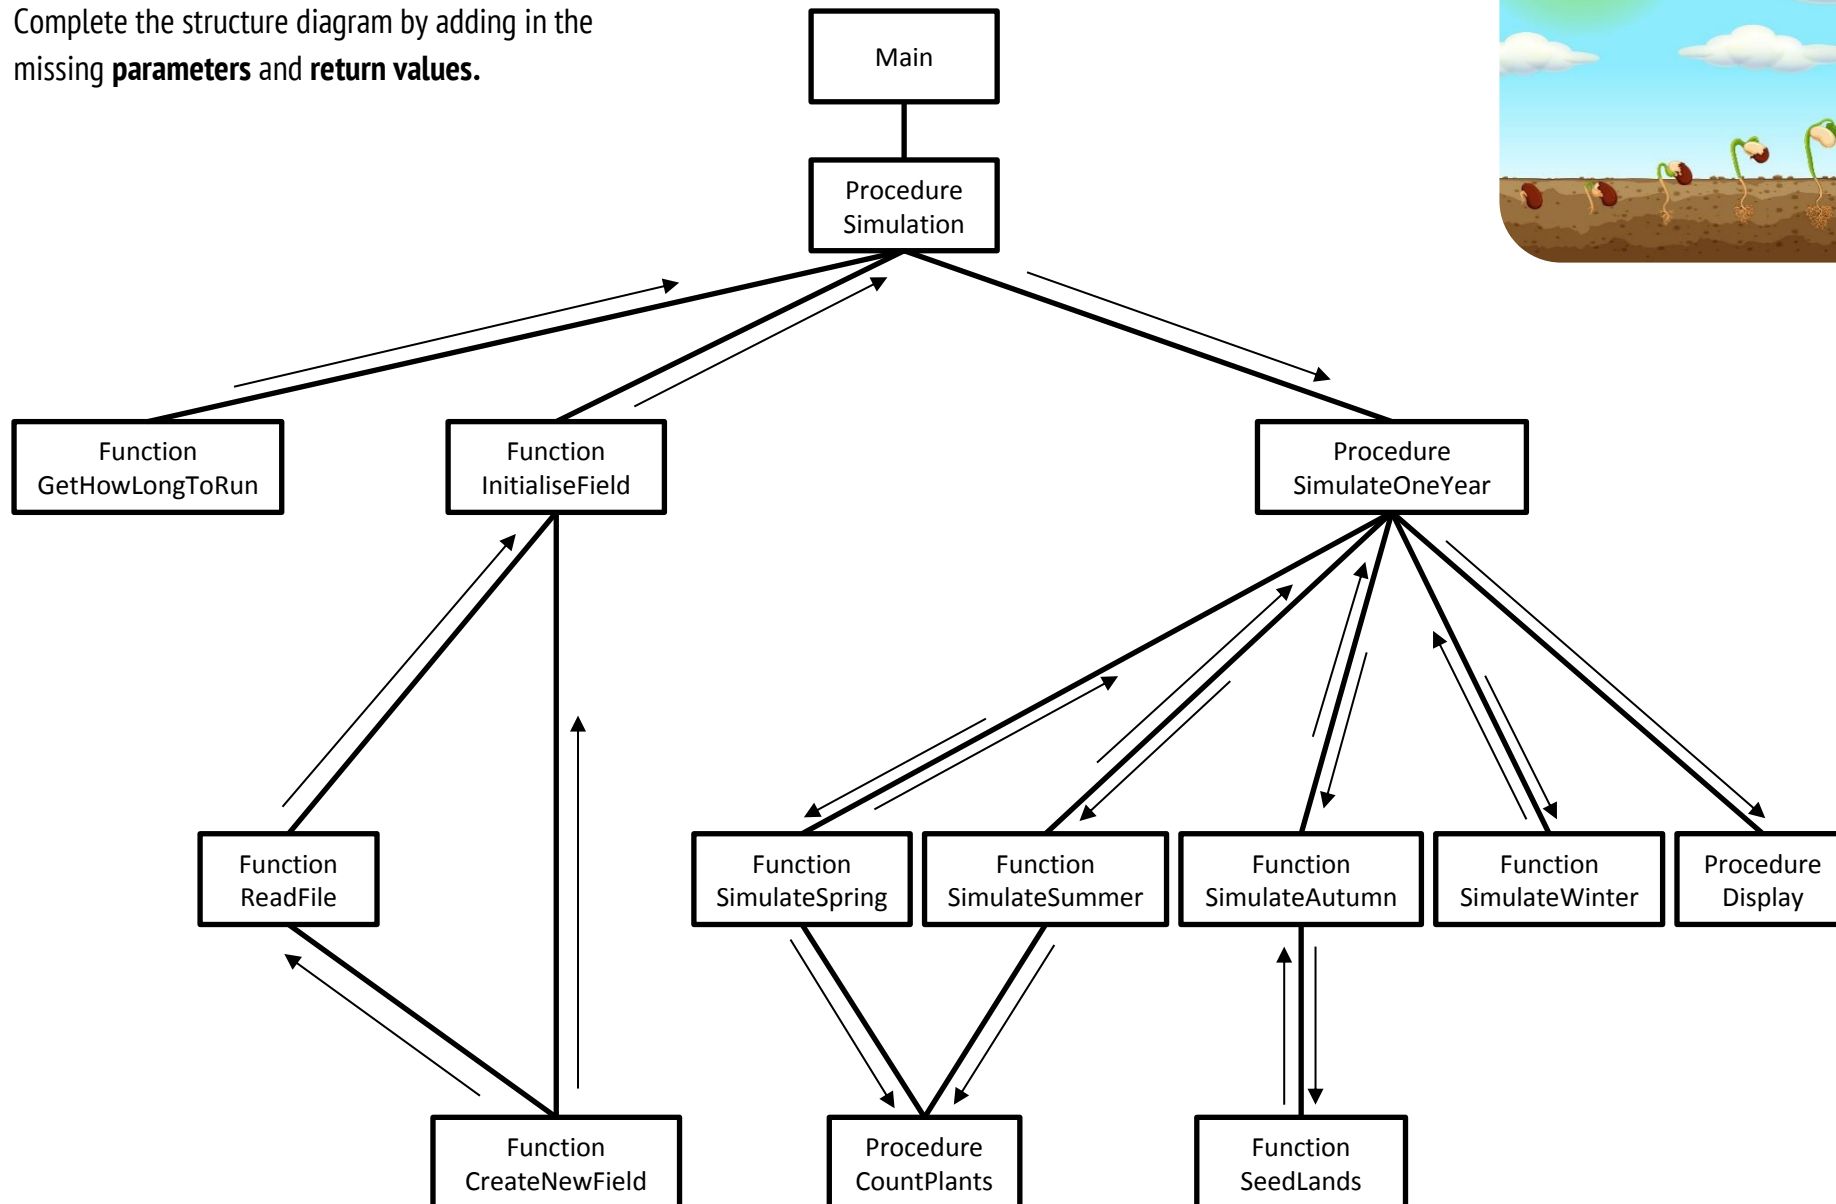 Complete the structure diagram by adding in the
missing parameters and return values.
Main
Procedure
Simulation
Function
GetHowLongToRun
Function
InitialiseField
Procedure
SimulateOneYear
Function
ReadFile
Function
SimulateSpring
Function
SimulateSummer
Function
SimulateAutumn
Function
SimulateWinter
Procedure
Display
Function
CreateNewField
Procedure
CountPlants
Function
SeedLands